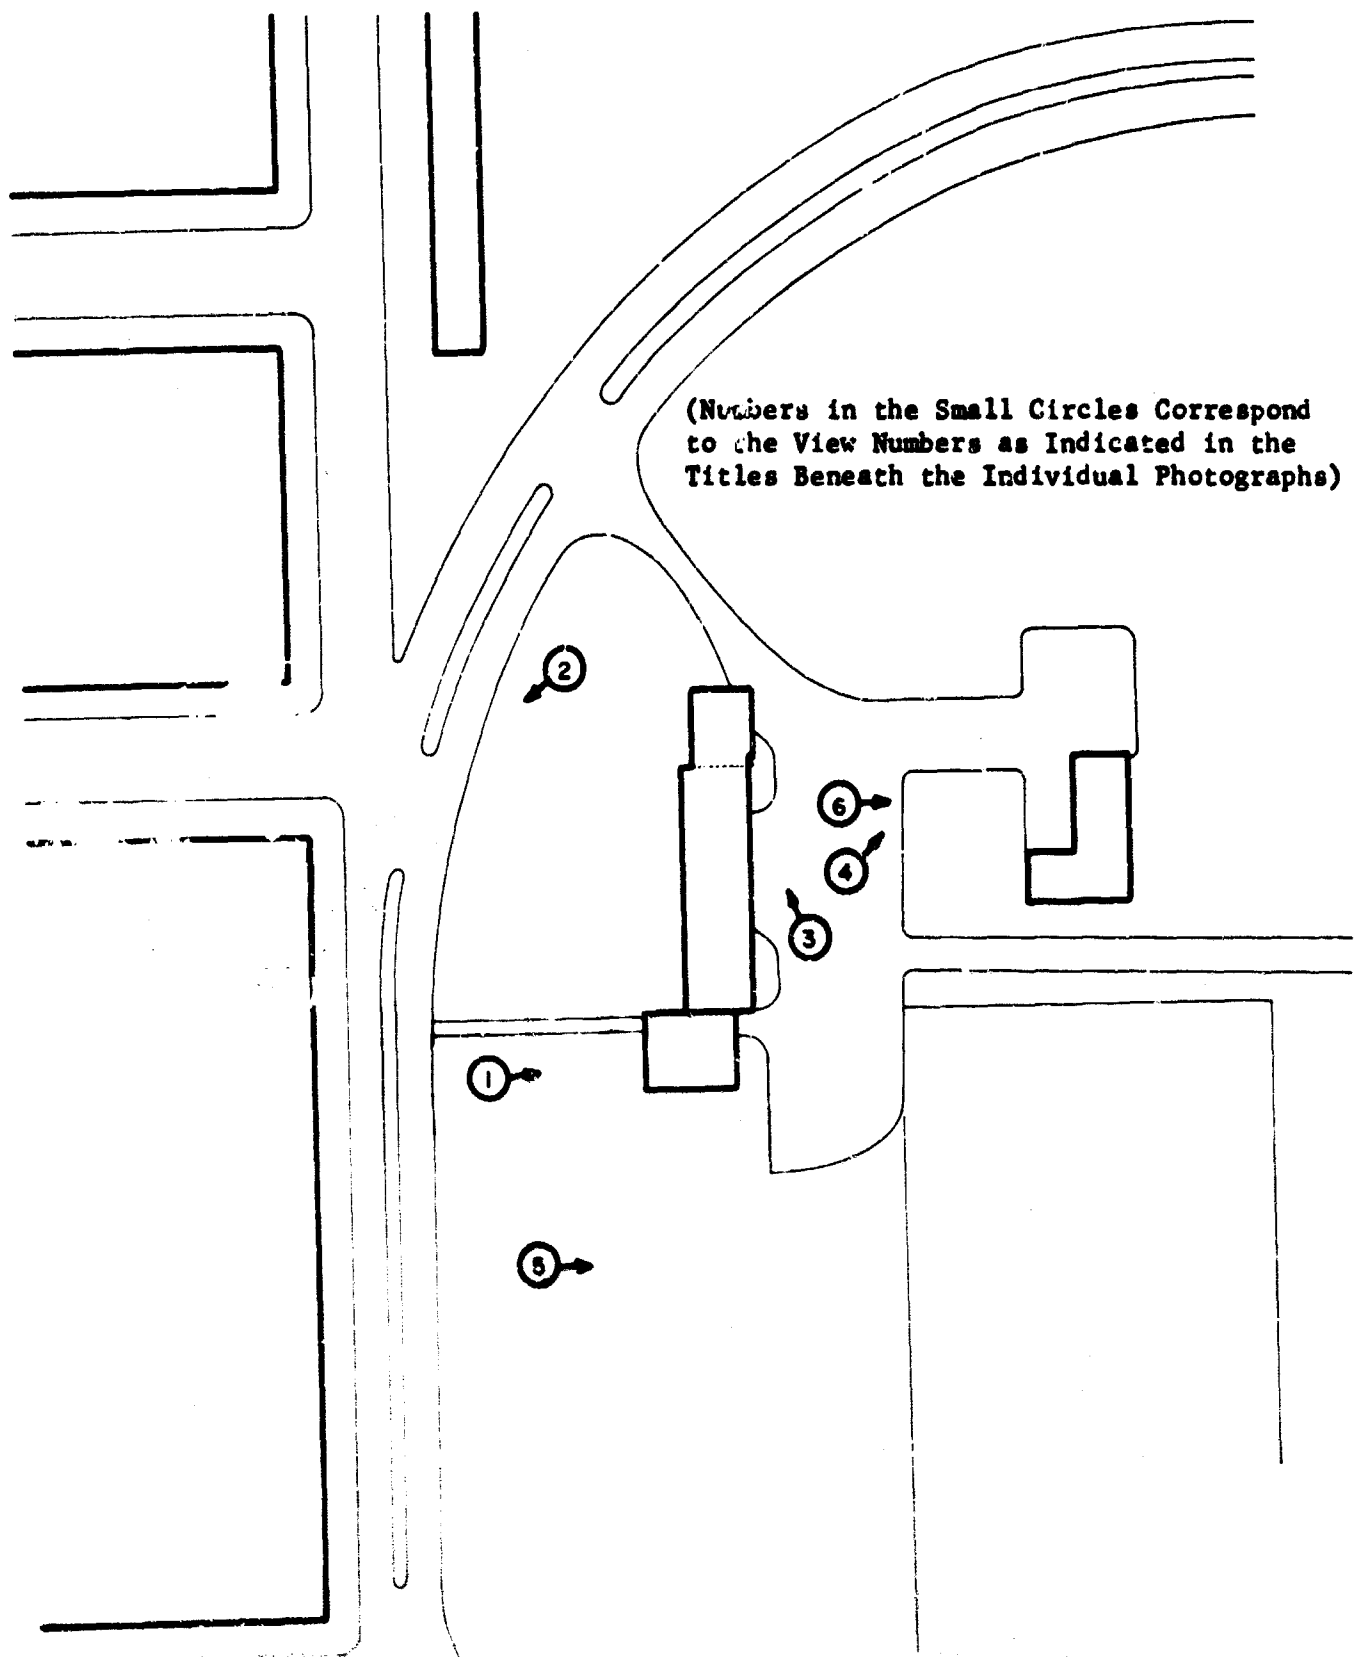 (Numbers in the Small Circles Correspond
to the View Numbers as Indicated in the
Titles Beneath the Individual Photographs)
2
6
4
3
1
5